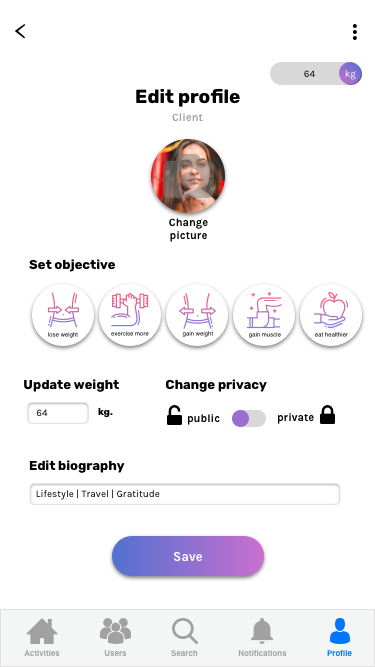 64 kg
Edit profile
Client
Change
picture
Set objective
lose weight
exercise more
gain weight
gain muscle
eat healthier
Update weight
Change privacy
64 kg.
public
private
Edit biography
Lifestyle | Travel | Gratitude
Save
Activities
Users
Search
Notifications
Profile